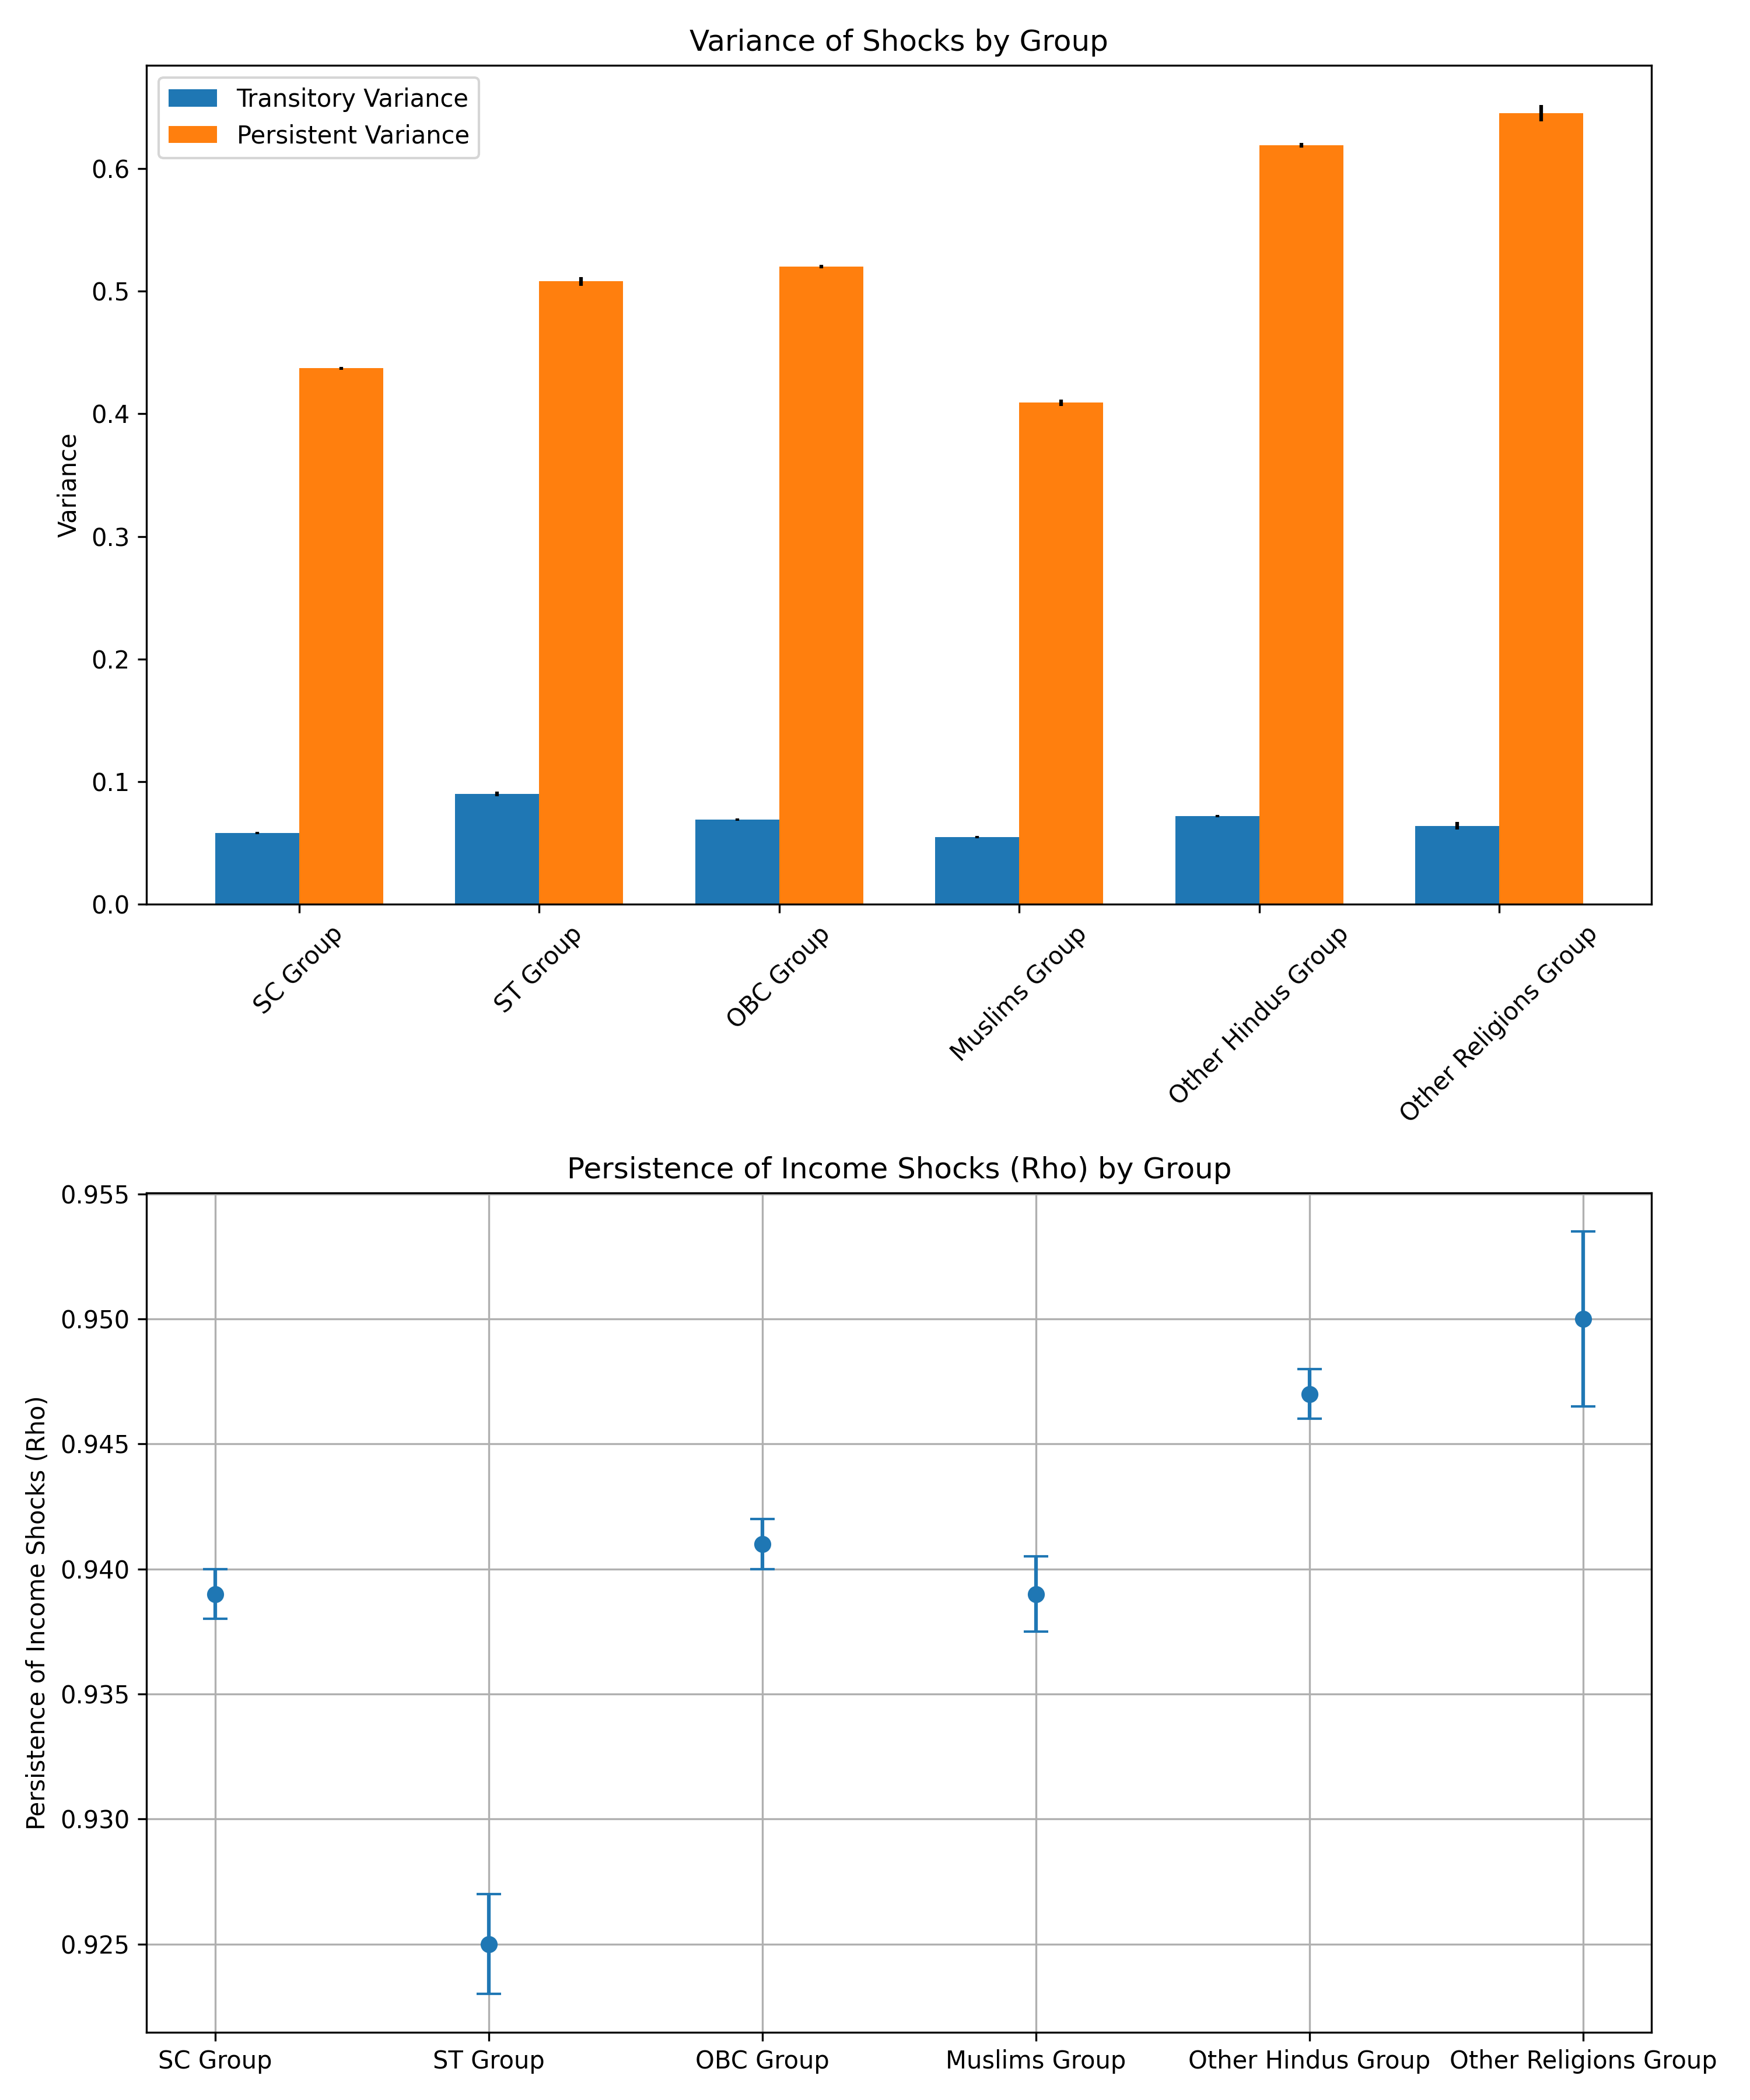 Variance of Shocks by Group
Transitory Variance
Persistent Variance
Variance
0.6
0.5
0.4
0.3
0.2
0.1
0.0
SC Group
ST Group
OBC Group
Muslims Group
Other Hindus Group
Other Religions Group
Persistence of Income Shocks (Rho) by Group
Persistence of Income Shocks (Rho)
0.955
0.950
0.945
0.940
0.935
0.930
0.925
SC Group
ST Group
OBC Group
Muslims Group
Other Hindus Group
Other Religions Group